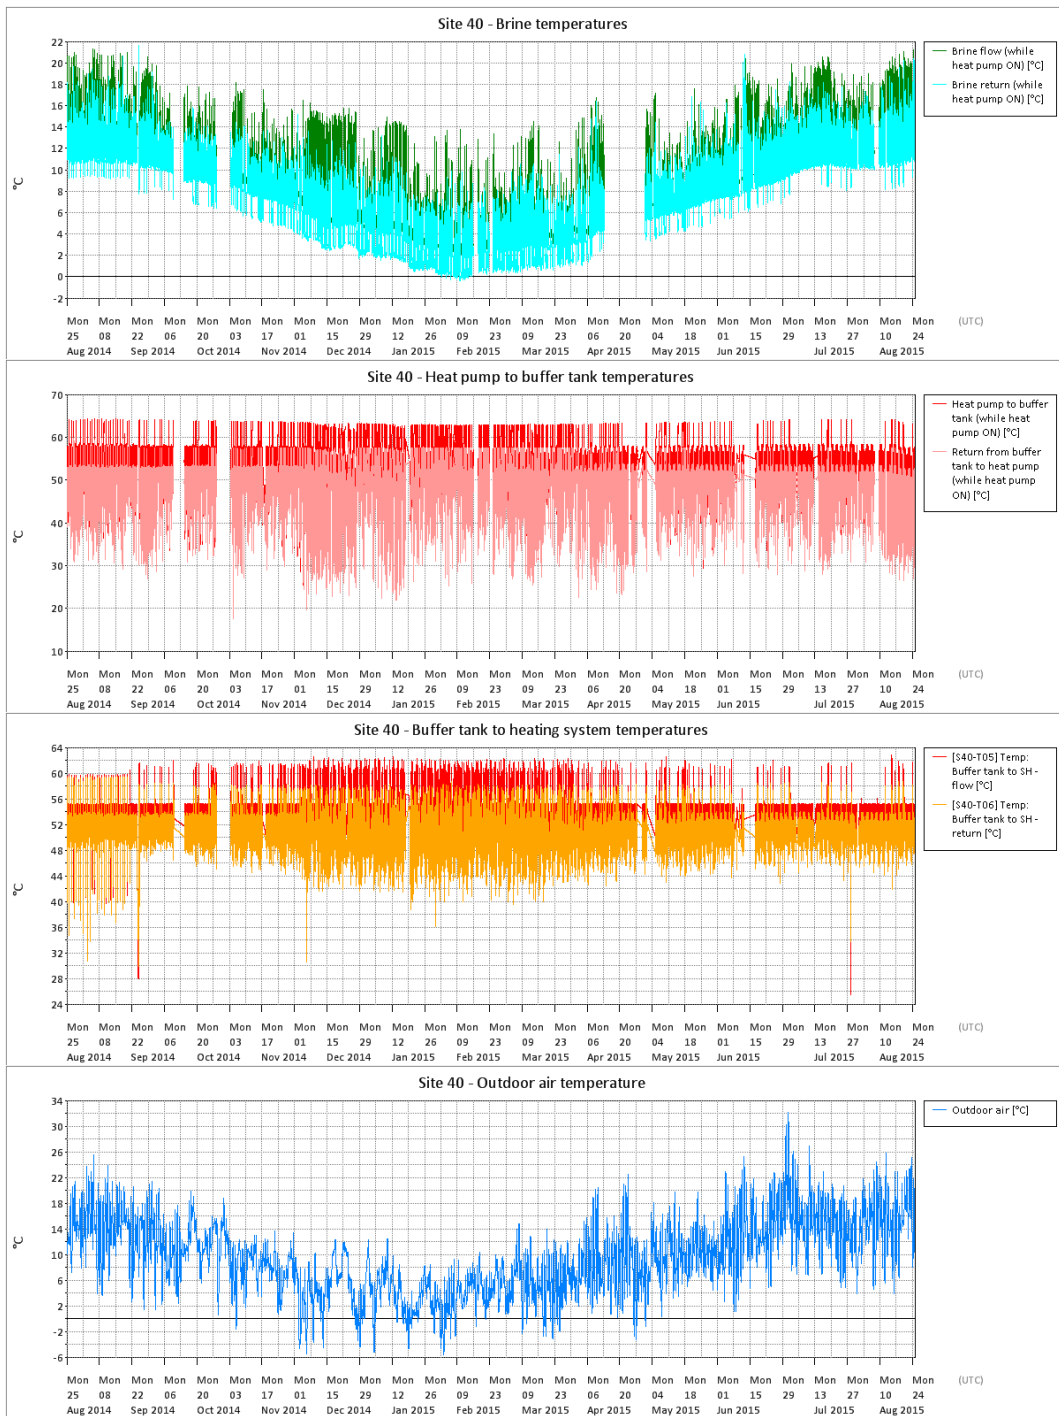 Site 40 - Brine temperatures
22
20
18
16
14
12
10
8
6
4
2
0
-2
°C
Mon Mon Mon Mon Mon Mon Mon Mon Mon Mon Mon Mon Mon Mon Mon Mon Mon Mon Mon Mon Mon Mon Mon Mon Mon Mon Mon (UTC)
25 08 22 06 20 03 17 01 15 29 12 26 09 23 09 23 06 20 04 18 01 15 29 13 27 10 24
Aug 2014 Sep 2014 Oct 2014 Nov 2014 Dec 2014 Jan 2015 Feb 2015 Mar 2015 Apr 2015 May 2015 Jun 2015 Jul 2015 Aug 2015
Brine flow (while
heat pump ON) [°C]
Brine return (while
heat pump ON) [°C]
Site 40 - Heat pump to buffer tank temperatures
70
60
50
40
30
20
10
°C
Mon Mon Mon Mon Mon Mon Mon Mon Mon Mon Mon Mon Mon Mon Mon Mon Mon Mon Mon Mon Mon Mon Mon Mon Mon Mon Mon (UTC)
25 08 22 06 20 03 17 01 15 29 12 26 09 23 09 23 06 20 04 18 01 15 29 13 27 10 24
Aug 2014 Sep 2014 Oct 2014 Nov 2014 Dec 2014 Jan 2015 Feb 2015 Mar 2015 Apr 2015 May 2015 Jun 2015 Jul 2015 Aug 2015
Heat pump to buffer
tank (while heat
pump ON) [°C]
Return from buffer
tank to heat pump
(while heat pump
ON) [°C]
Site 40 - Buffer tank to heating system temperatures
64
60
56
52
48
44
40
36
32
28
24
°C
Mon Mon Mon Mon Mon Mon Mon Mon Mon Mon Mon Mon Mon Mon Mon Mon Mon Mon Mon Mon Mon Mon Mon Mon Mon Mon Mon (UTC)
25 08 22 06 20 03 17 01 15 29 12 26 09 23 09 23 06 20 04 18 01 15 29 13 27 10 24
Aug 2014 Sep 2014 Oct 2014 Nov 2014 Dec 2014 Jan 2015 Feb 2015 Mar 2015 Apr 2015 May 2015 Jun 2015 Jul 2015 Aug 2015
[S40-T05] Temp:
Buffer tank to SH -
flow [°C]
[S40-T06] Temp:
Buffer tank to SH -
return [°C]
Site 40 - Outdoor air temperature
34
30
26
22
18
14
10
6
2
-2
-6
°C
Mon Mon Mon Mon Mon Mon Mon Mon Mon Mon Mon Mon Mon Mon Mon Mon Mon Mon Mon Mon Mon Mon Mon Mon Mon Mon Mon (UTC)
25 08 22 06 20 03 17 01 15 29 12 26 09 23 09 23 06 20 04 18 01 15 29 13 27 10 24
Aug 2014 Sep 2014 Oct 2014 Nov 2014 Dec 2014 Jan 2015 Feb 2015 Mar 2015 Apr 2015 May 2015 Jun 2015 Jul 2015 Aug 2015
Outdoor air [°C]